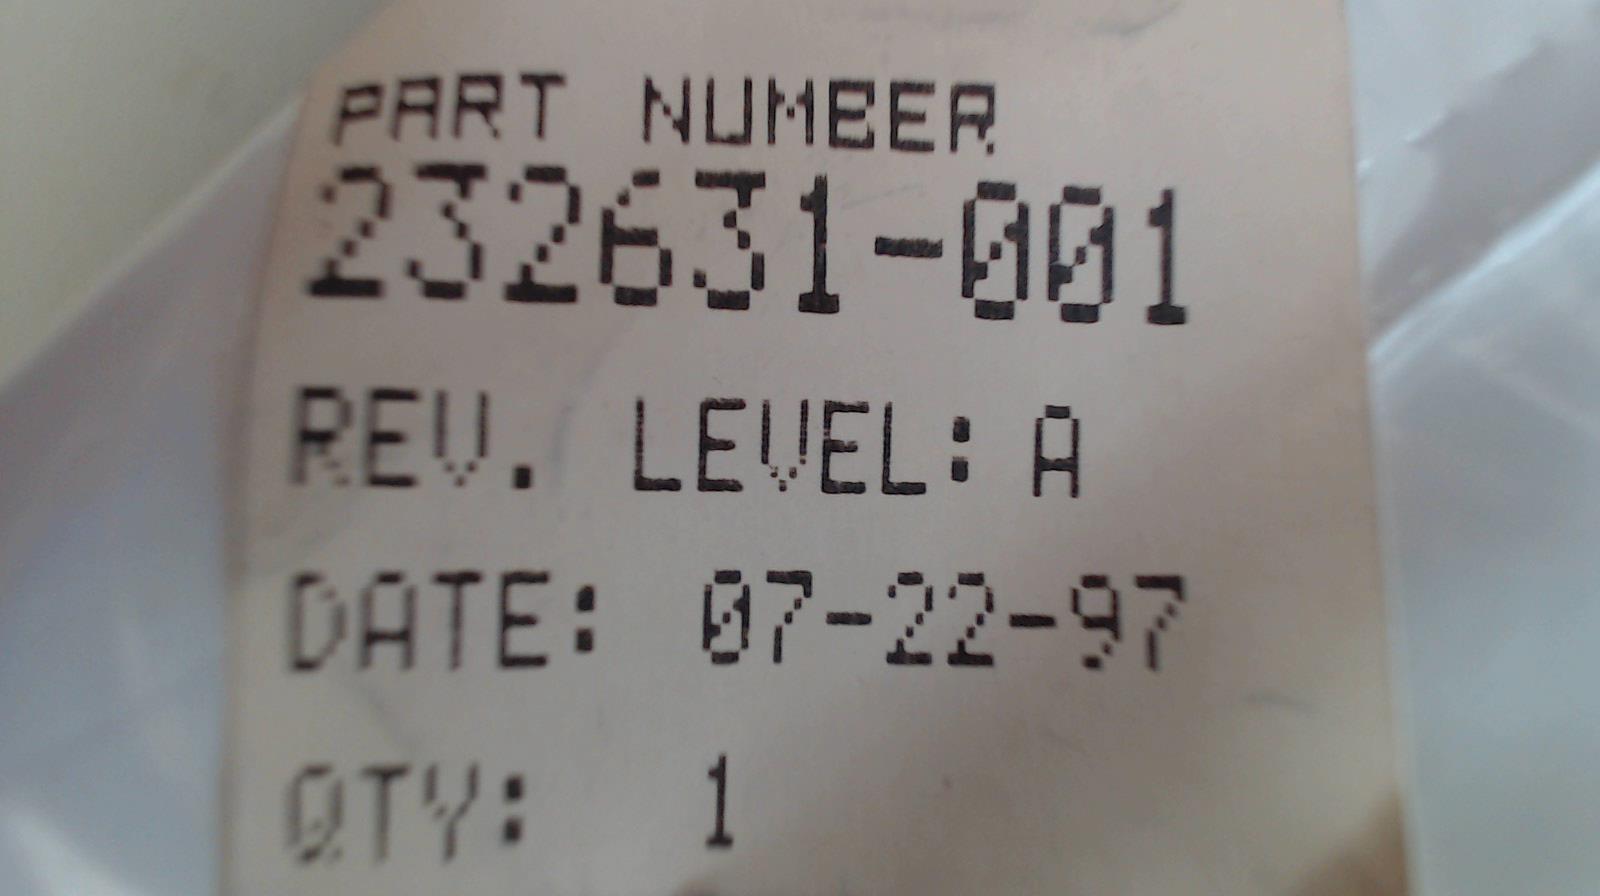 PART NUMBER
232631-001
REV. LEVEL: A
DATE: 07-22-97
QTY: 1